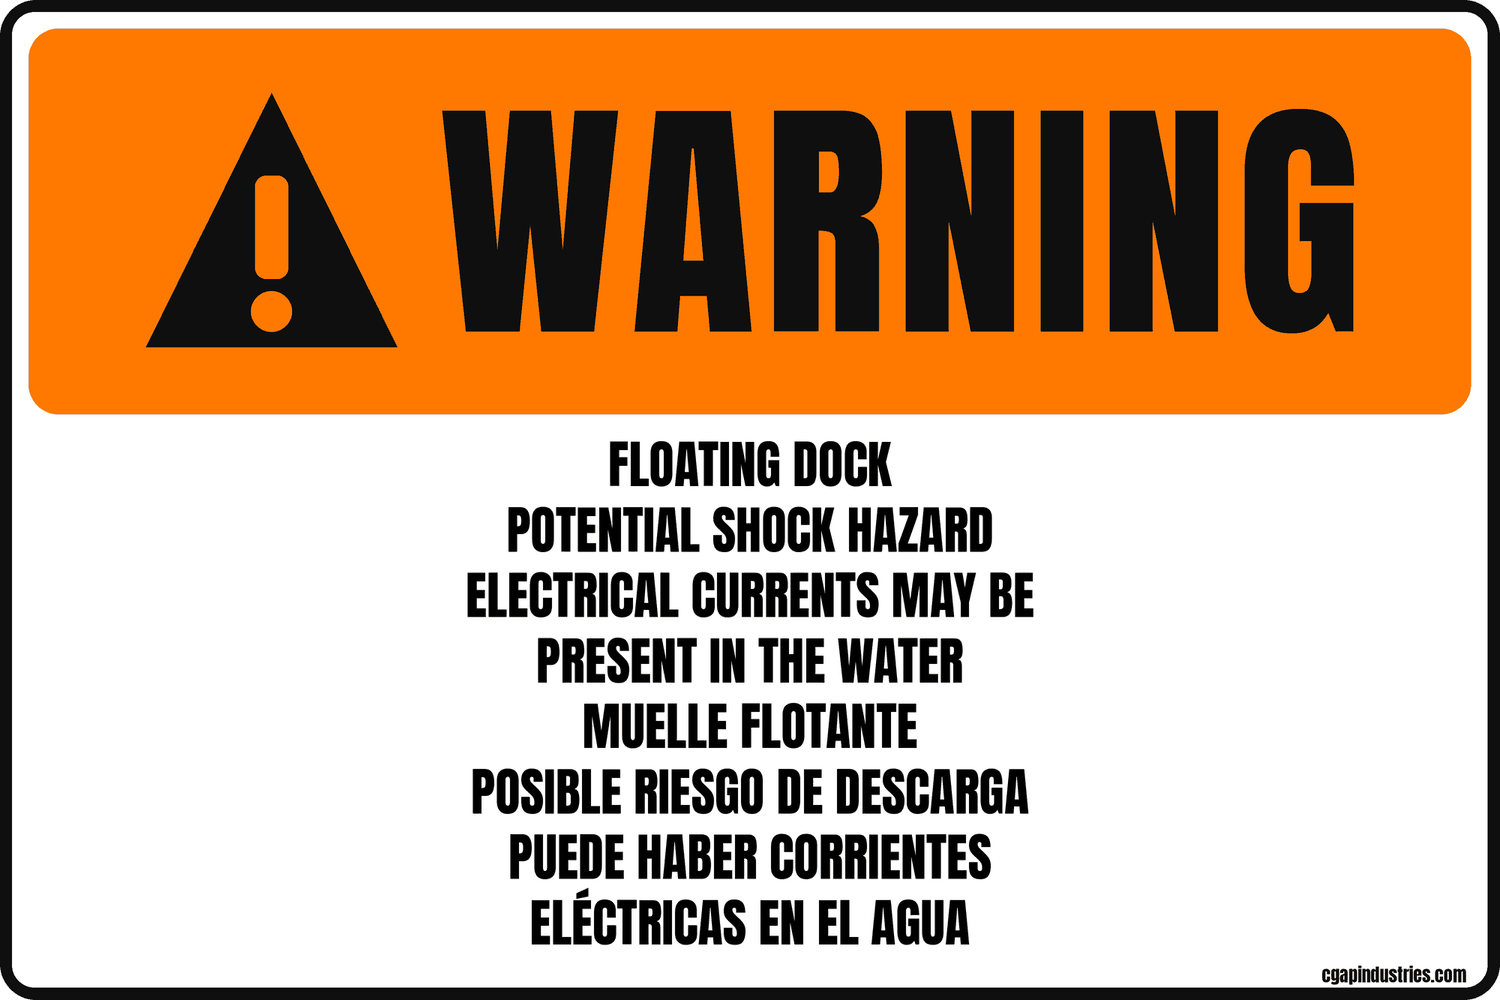 WARNING
FLOATING DOCK
POTENTIAL SHOCK HAZARD
ELECTRICAL CURRENTS MAY BE
PRESENT IN THE WATER
MUELLE FLOTANTE
POSIBLE RIESGO DE DESCARGA
PUEDE HABER CORRIENTES
ELÉCTRICAS EN EL AGUA
cgapindustries.com